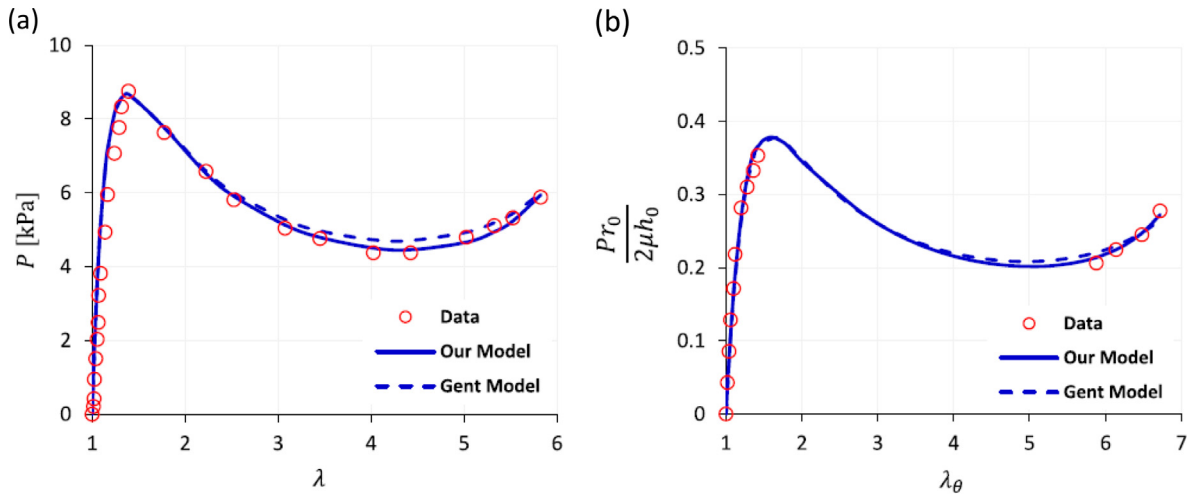 (a)
P [kPa]
10
8
6
4
2
0
1 2 3 4 5 6
λ
Data
Our Model
Gent Model
(b)
Pr₀
2μh₀
0.5
0.4
0.3
0.2
0.1
0
1 2 3 4 5 6 7
λ_θ
Data
Our Model
Gent Model